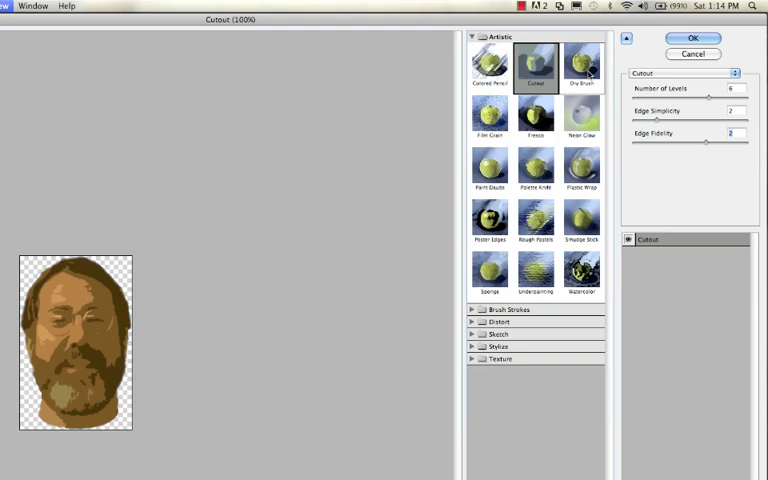 Window Help
2 (99%) Sat 1:14 PM
Cutout (100%)
Artistic
Colored Pencil Cutout Dry Brush
Film Grain Fresco Neon Glow
Paint Daubs Palette Knife Plastic Wrap
Poster Edges Rough Pastels Smudge Stick
Sponge Underpainting Watercolor
Brush Strokes
Distort
Sketch
Stylize
Texture
OK
Cancel
Cutout
Number of Levels 6
Edge Simplicity 2
Edge Fidelity 2
Cutout